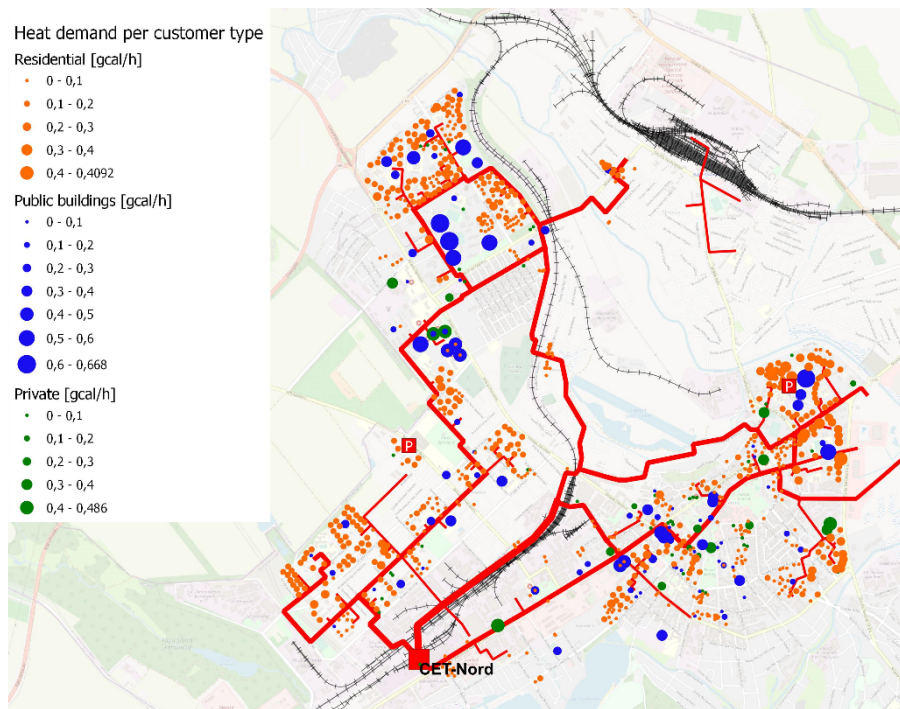 Heat demand per customer type
Residential [gcal/h]
0 - 0,1
0,1 - 0,2
0,2 - 0,3
0,3 - 0,4
0,4 - 0,4092
Public buildings [gcal/h]
0 - 0,1
0,1 - 0,2
0,2 - 0,3
0,3 - 0,4
0,4 - 0,5
0,5 - 0,6
0,6 - 0,668
Private [gcal/h]
0 - 0,1
0,1 - 0,2
0,2 - 0,3
0,3 - 0,4
0,4 - 0,486
P
P
CET-Nord